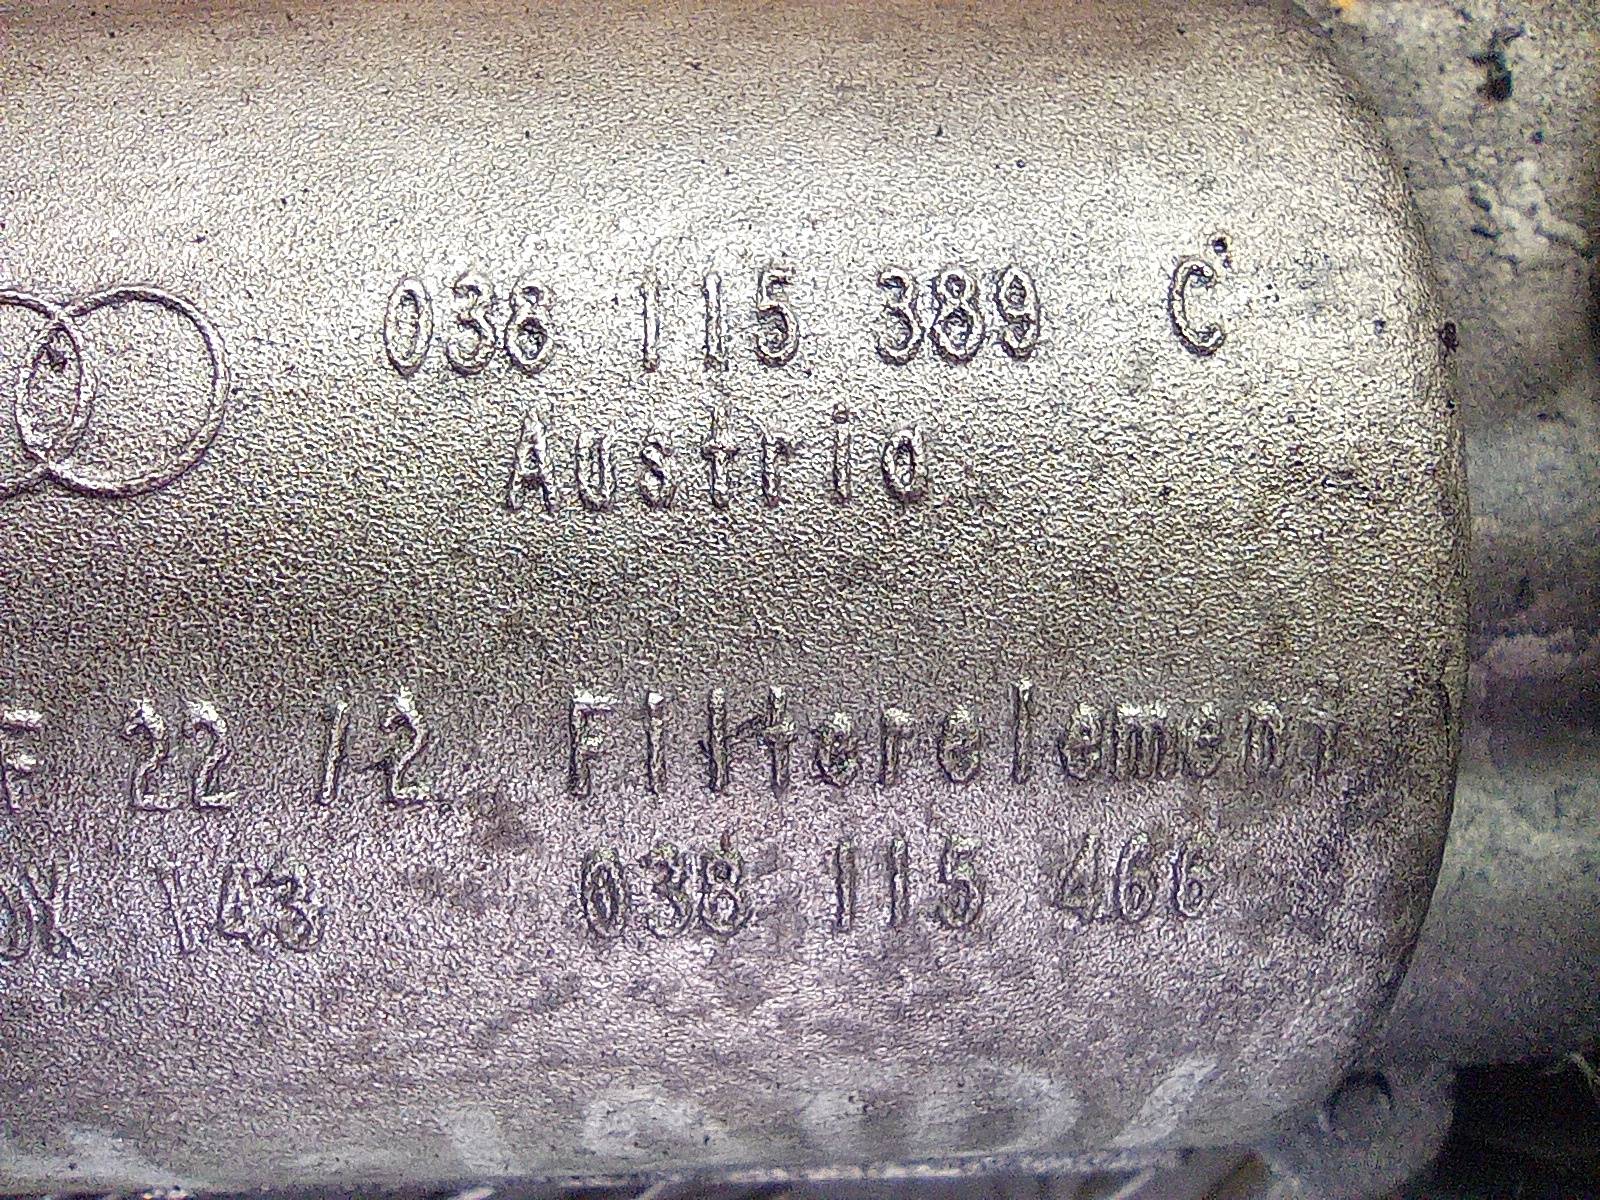 038 115 389 C
Austria
F 22 12 Filterelement
143 038 115 466